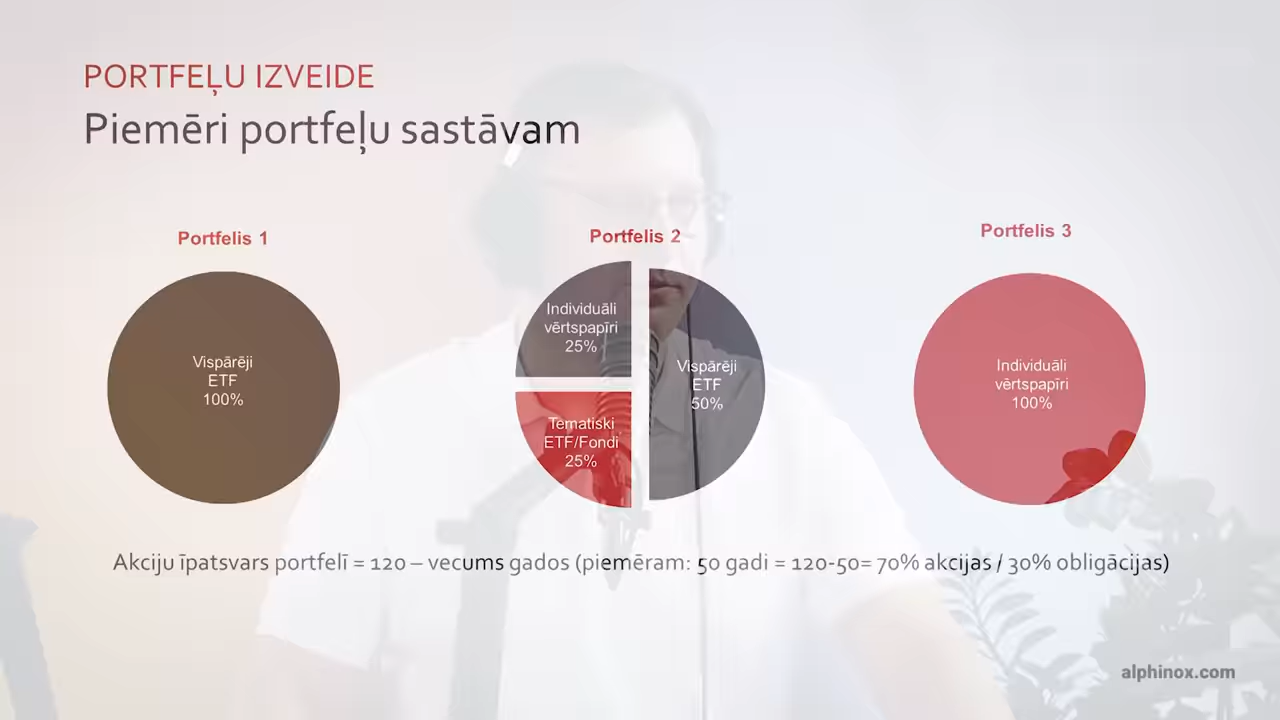 PORTFEĻU IZVEIDE
Piemēri portfeļu sastāvam
Portfelis 1
Vispārēji
ETF
100%
Portfelis 2
Individuāli
vērtspapīri
25%
Vispārēji
ETF
50%
Tematiski
ETF/Fondi
25%
Portfelis 3
Individuāli
vērtspapīri
100%
Akciju īpatsvars portfelī = 120 – vecums gados (piemēram: 50 gadi = 120-50= 70% akcijas / 30% obligācijas)
alphinox.com